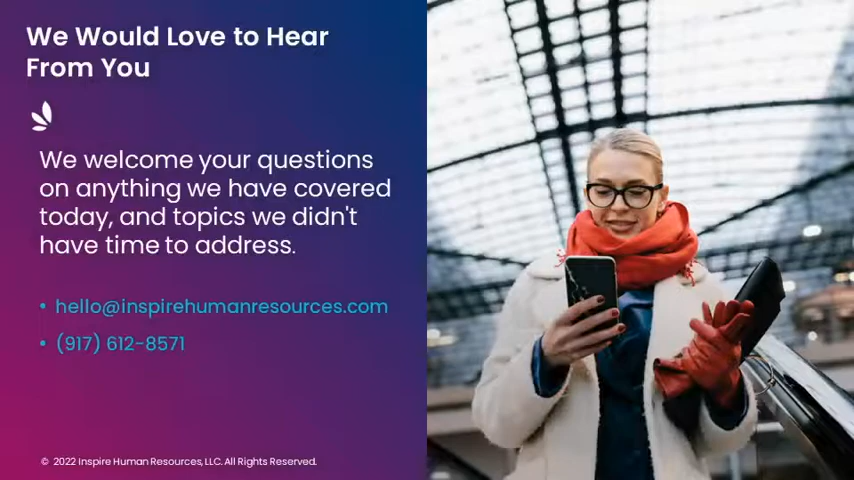 We Would Love to Hear
From You
We welcome your questions
on anything we have covered
today, and topics we didn't
have time to address.
• hello@inspirehumanresources.com
• (917) 612-8571
© 2022 Inspire Human Resources, LLC. All Rights Reserved.